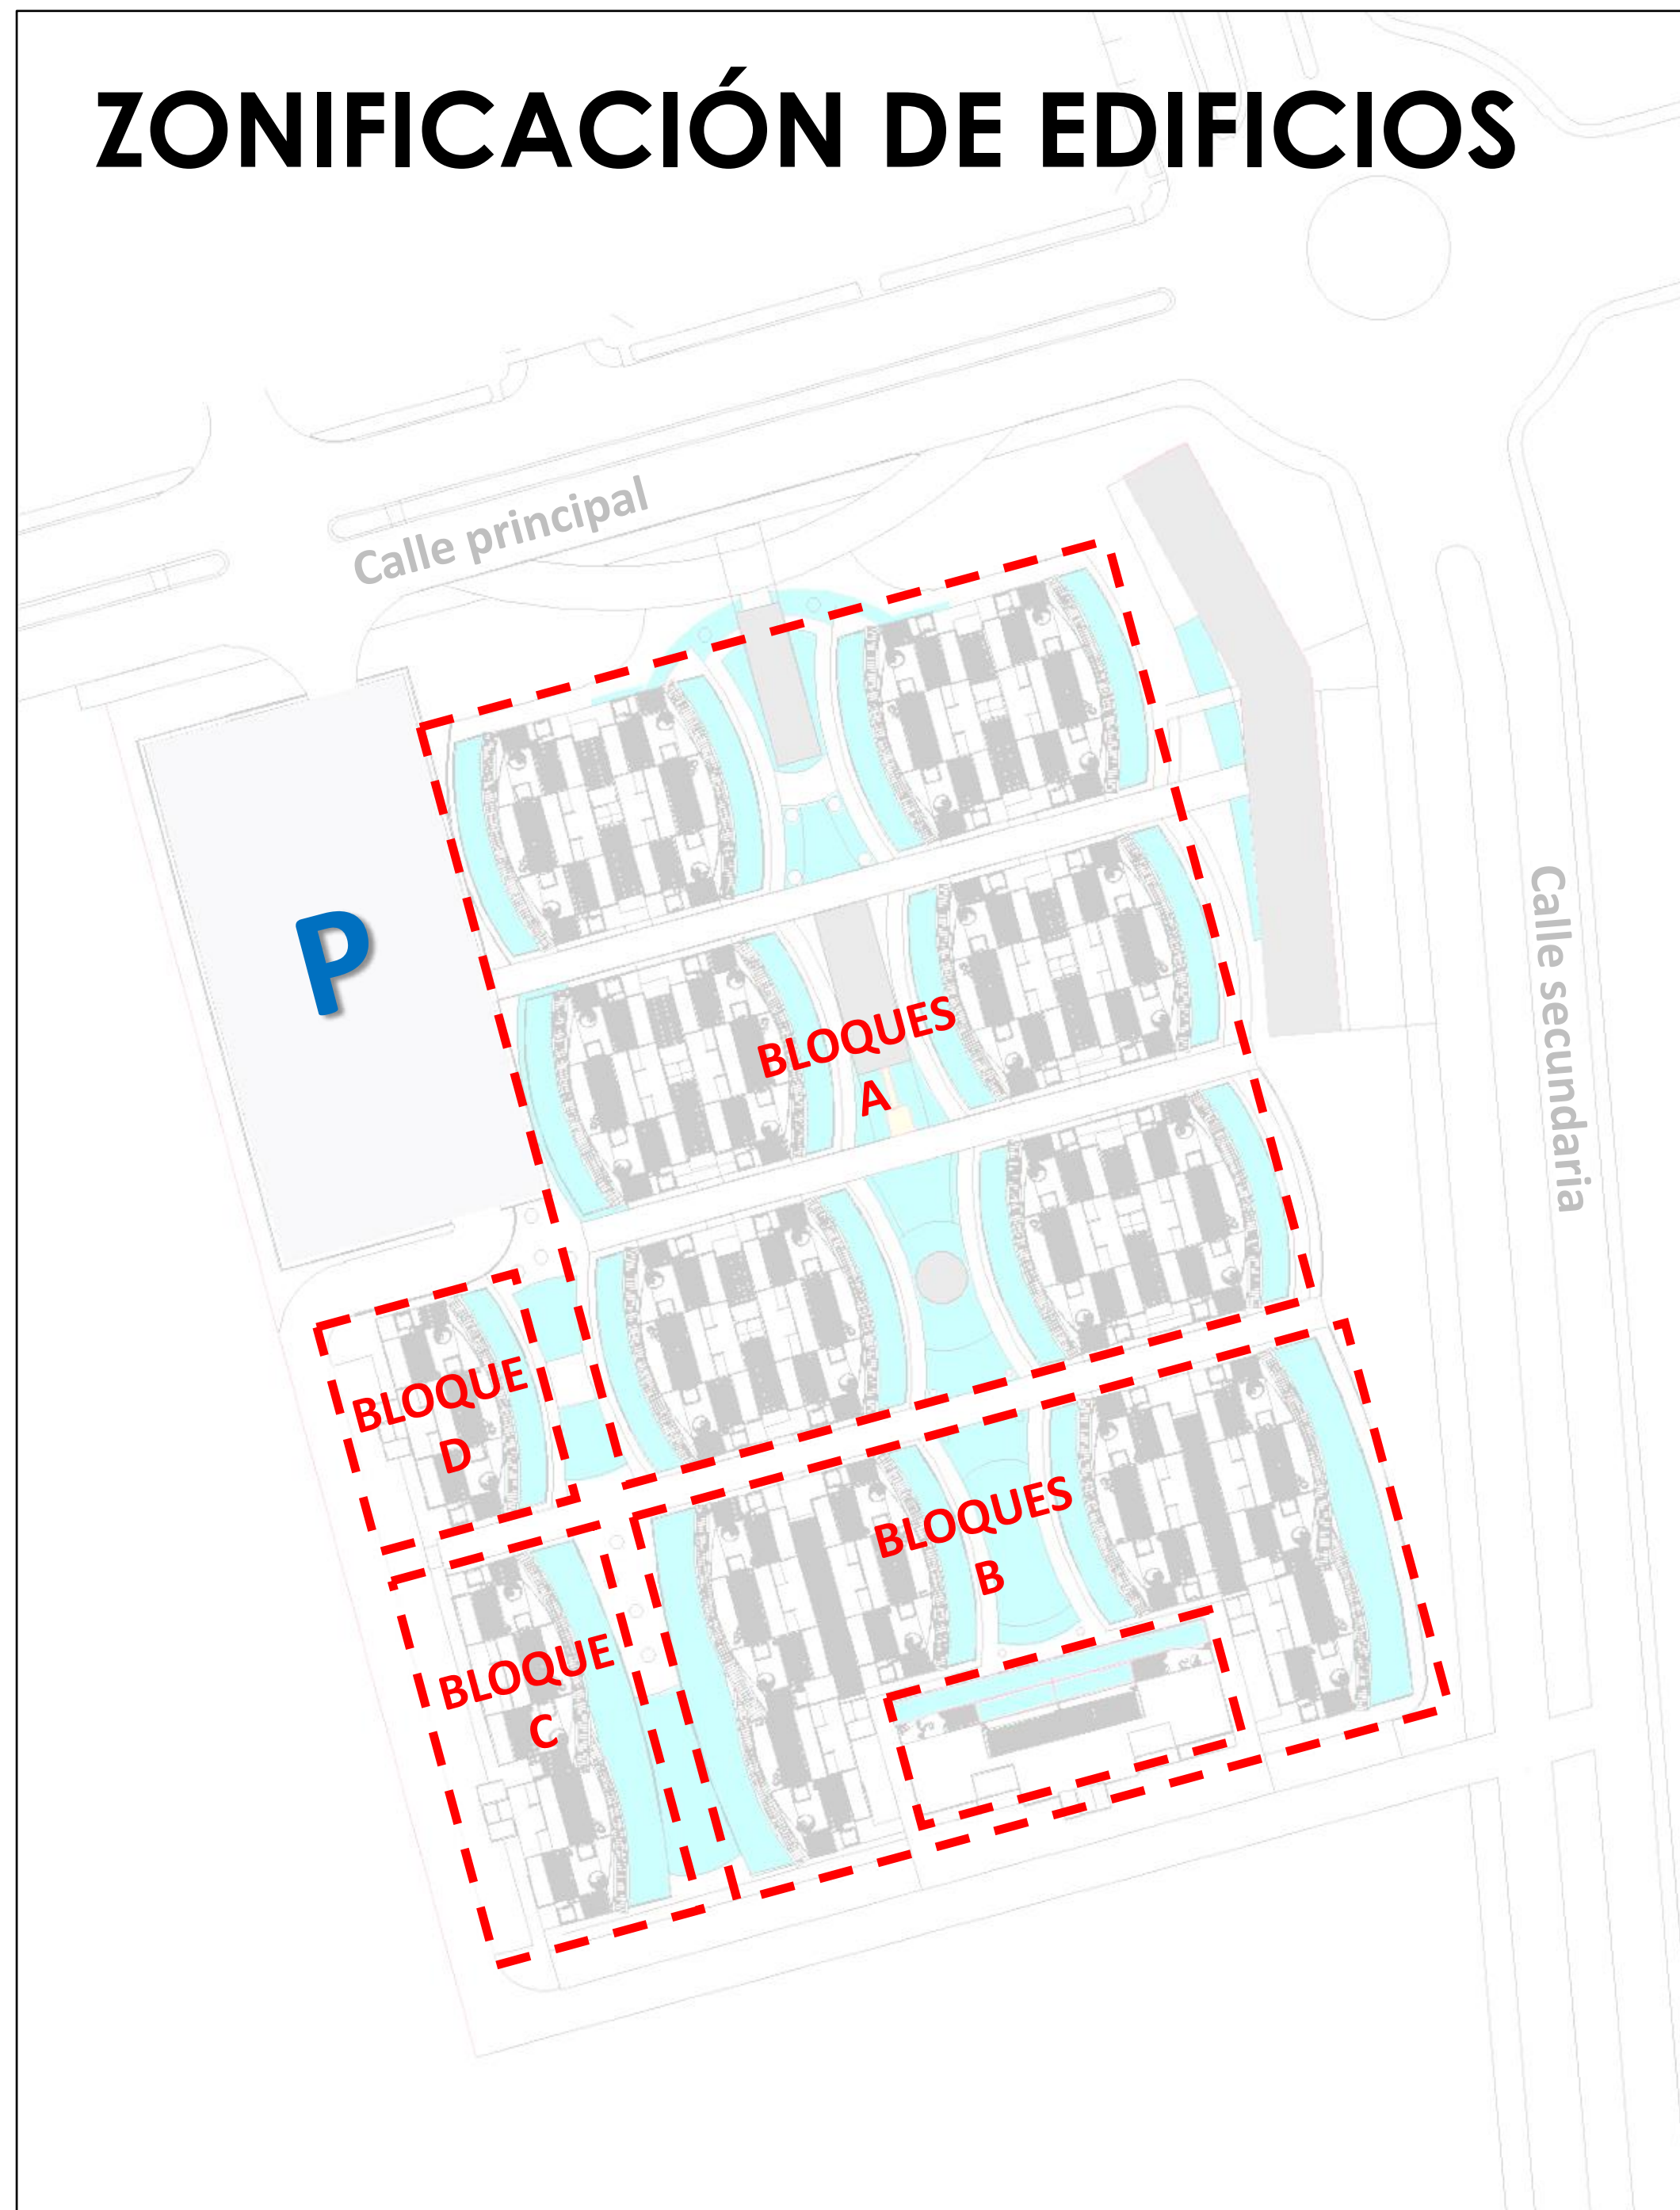 ZONIFICACIÓN DE EDIFICIOS
Calle principal
P
Calle secundaria
BLOQUES
A
BLOQUE
D
BLOQUES
B
BLOQUE
C